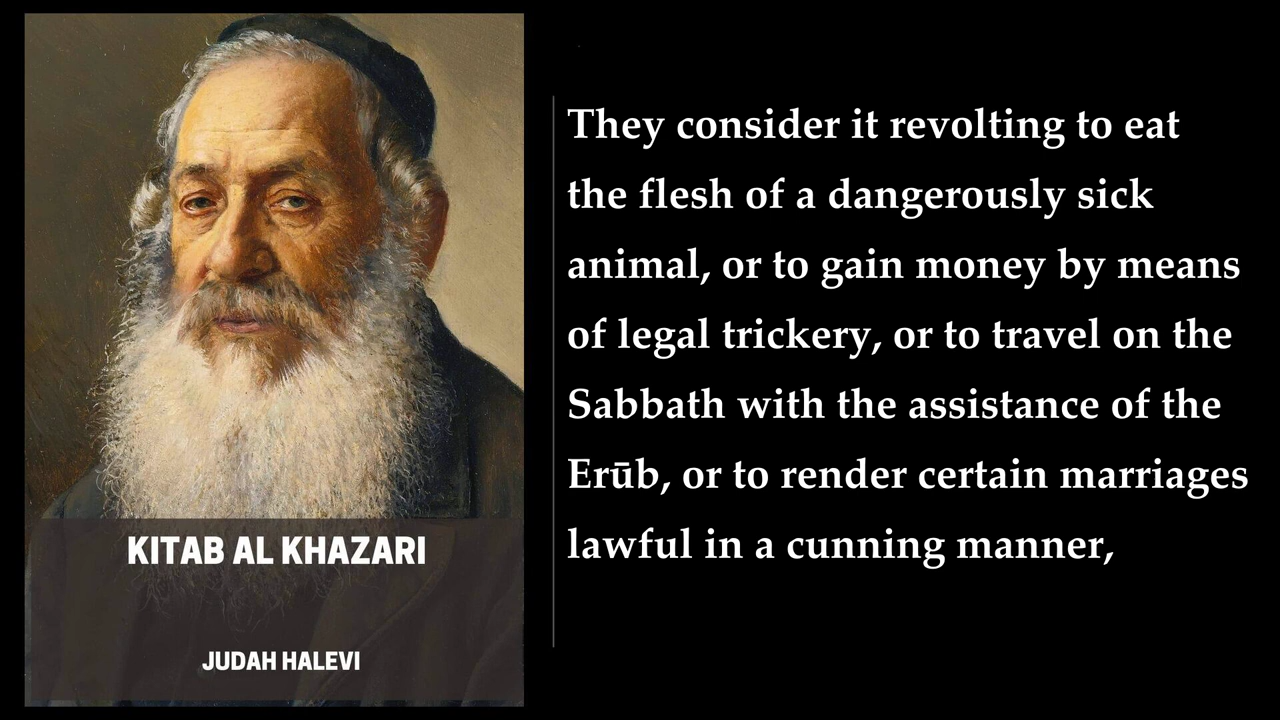 KITAB AL KHAZARI
JUDAH HALEVI
They consider it revolting to eat
the flesh of a dangerously sick
animal, or to gain money by means
of legal trickery, or to travel on the
Sabbath with the assistance of the
Erūb, or to render certain marriages
lawful in a cunning manner,